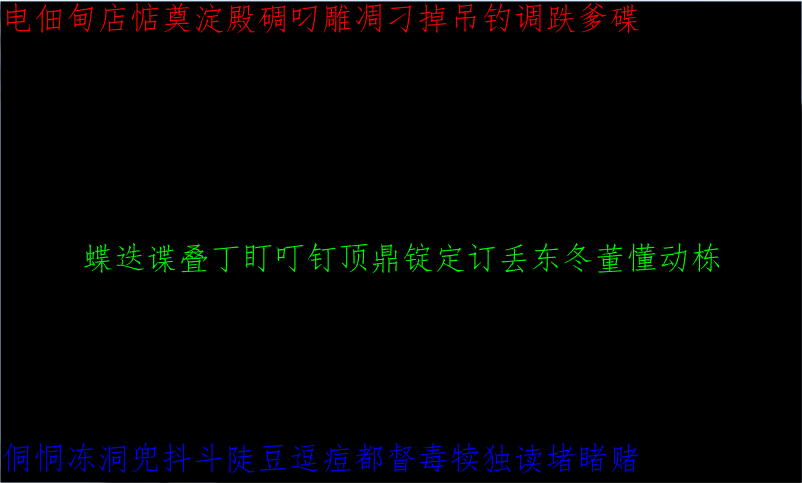 电佃甸店惦奠淀殿碉叼雕凋刁掉吊钓调跌爹碟
蝶迭谍叠丁盯叮钉顶鼎锭定订丢东冬董懂动栋
侗恫冻洞兜抖斗陡豆逗痘都督毒犊独读堵睹赌